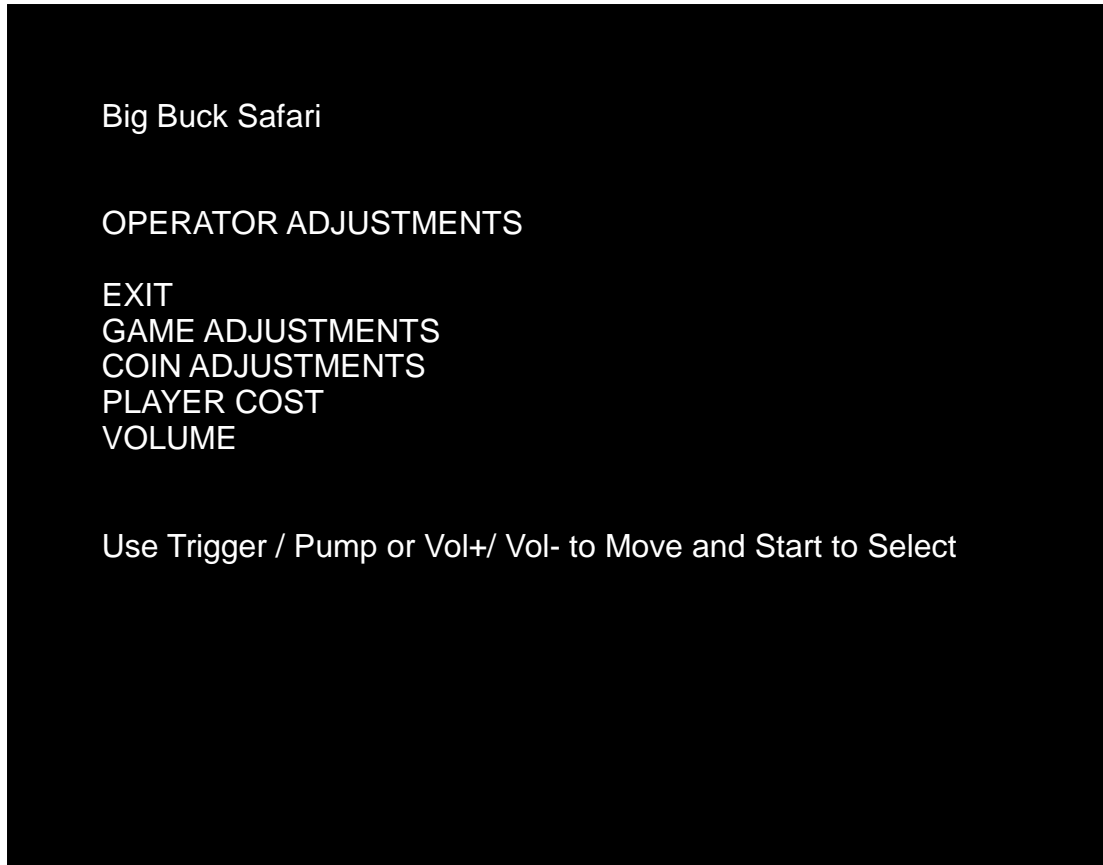 Big Buck Safari
OPERATOR ADJUSTMENTS
EXIT
GAME ADJUSTMENTS
COIN ADJUSTMENTS
PLAYER COST
VOLUME
Use Trigger / Pump or Vol+/ Vol- to Move and Start to Select